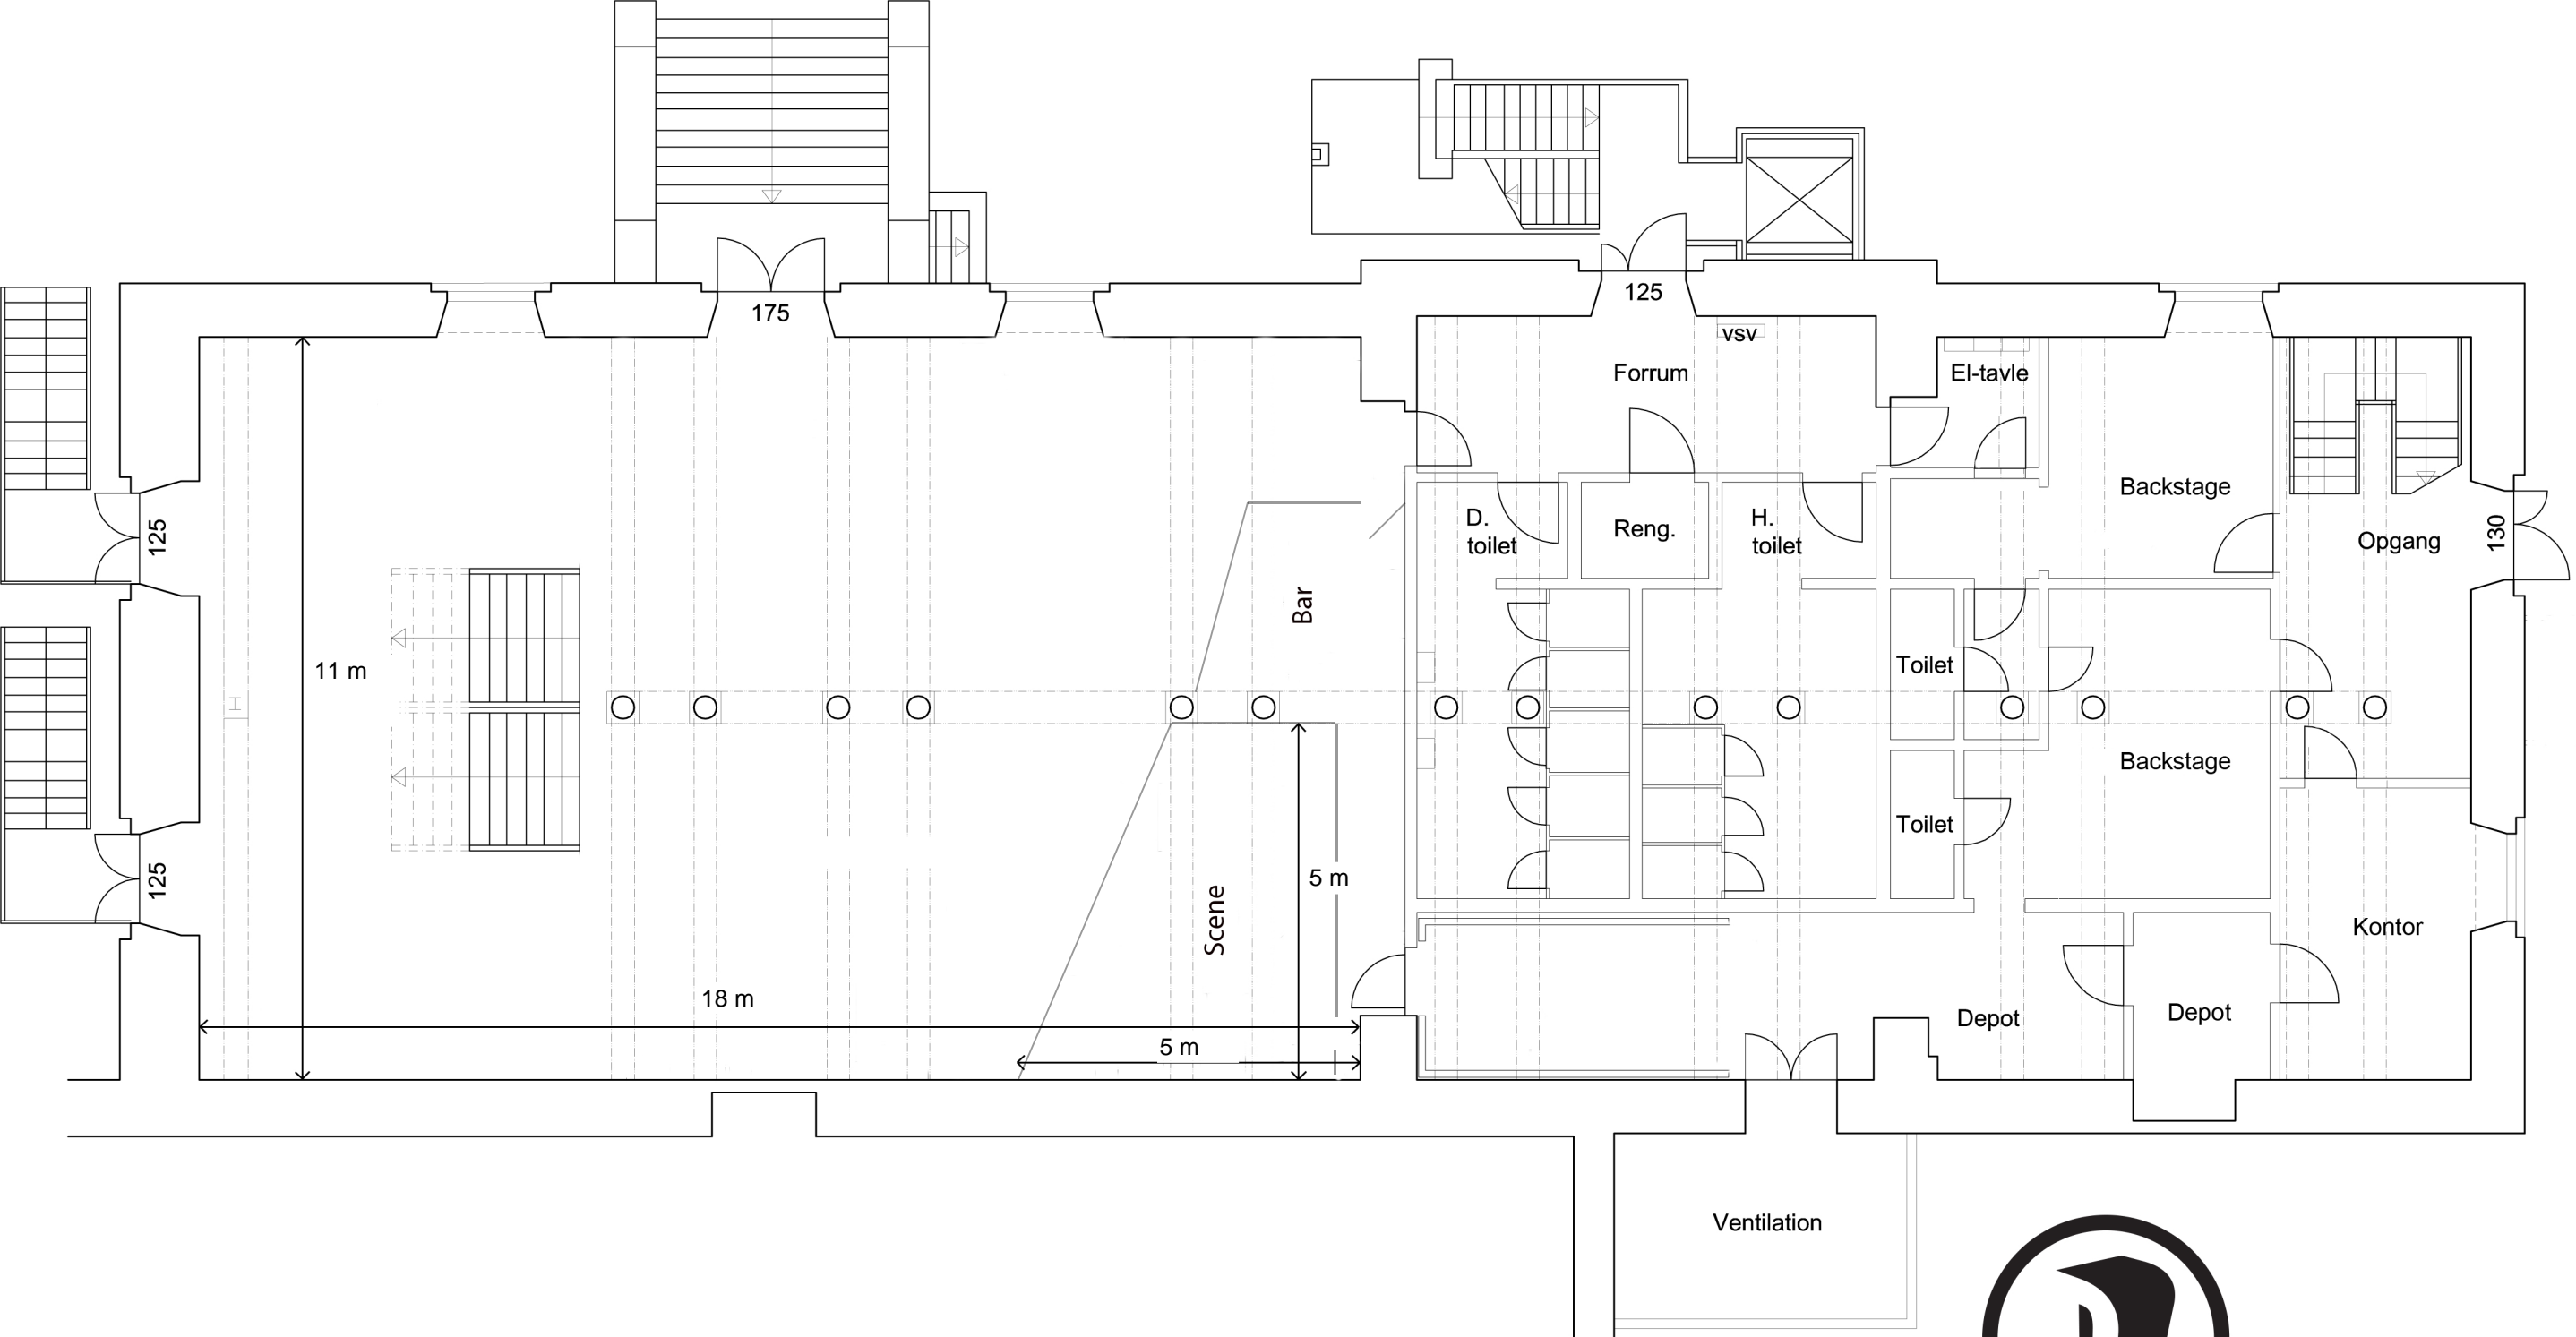 175
125
vsv
Forrum
El-tavle
Backstage
D.
toilet
Reng.
H.
toilet
125
Opgang
130
Bar
11 m
Toilet
Backstage
Toilet
125
5 m
Scene
Kontor
18 m
Depot
Depot
5 m
Ventilation